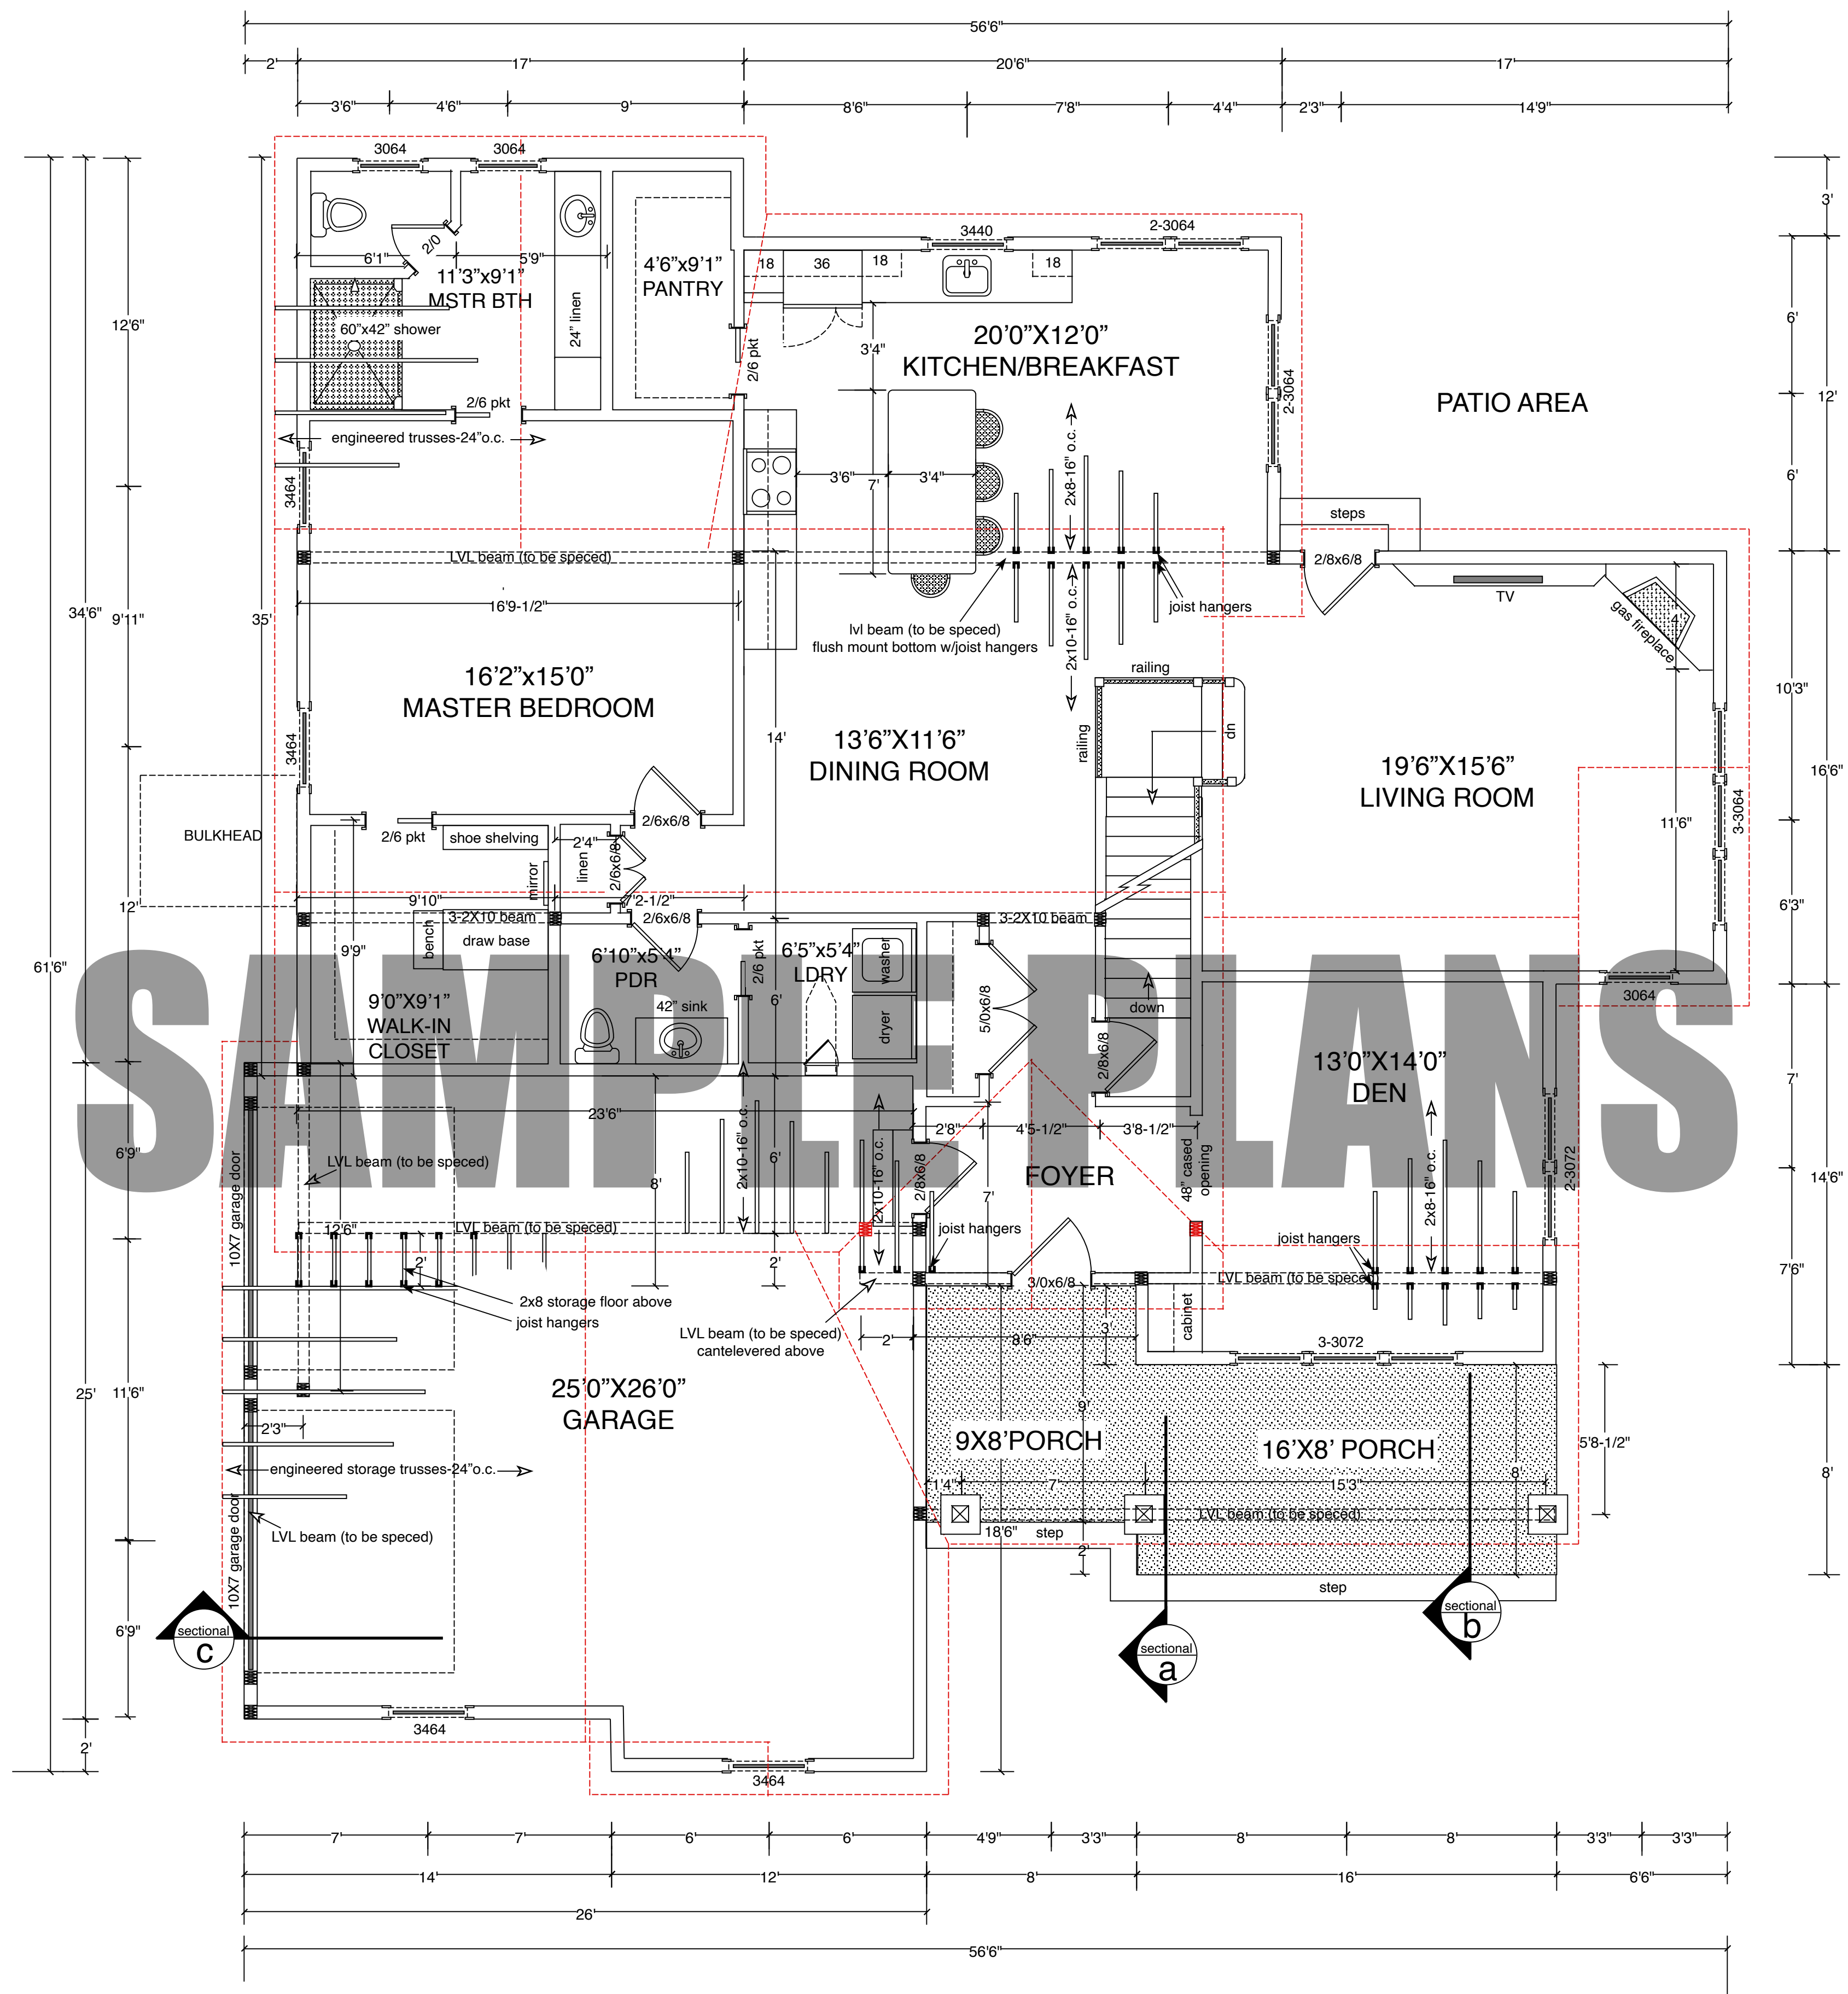 56'6"
2'
17'
20'6"
17'
3'6"
4'6"
9'
8'6"
7'8"
4'4"
2'3"
14'9"
3064
3064
3440
2-3064
3'
2/0
6'1"
5'9"
11'3"x9'1"
MSTR BTH
4'6"x9'1"
PANTRY
18
36
18
18
24" linen
60"x42" shower
2/6 pkt
3'4"
20'0"X12'0"
KITCHEN/BREAKFAST
2-3064
PATIO AREA
12'6"
6'
12'
6'
2/6 pkt
engineered trusses-24"o.c.
3464
3'6"
3'4"
7'
2x8-16" o.c.
steps
LVL beam (to be speced)
2/8x6/8
TV
gas fireplace
4'
16'9-1/2"
34'6"
9'11"
35'
joist hangers
2x10-16" o.c.
lvl beam (to be speced)
flush mount bottom w/joist hangers
railing
railing
dn
16'2"x15'0"
MASTER BEDROOM
14'
13'6"X11'6"
DINING ROOM
19'6"X15'6"
LIVING ROOM
10'3"
16'6"
3464
3-3064
11'6"
BULKHEAD
2/6 pkt
shoe shelving
2'4"
linen
2/6x6/8
2/6x6/8
mirror
12'
9'10"
7'2-1/2"
6'3"
bench
3-2X10 beam
draw base
2/6x6/8
3-2X10 beam
9'9"
6'10"x5'4"
PDR
2/6 pkt
6'5"x5'4"
LDRY
washer
dryer
6'
61'6"
SAMPLE PLANS
9'0"X9'1"
WALK-IN
CLOSET
42" sink
5/0x6/8
down
3064
2/8x6/8
13'0"X14'0"
DEN
7'
23'6"
2x10-16" o.c.
2'8"
4'5-1/2"
3'8-1/2"
6'9"
10X7 garage door
LVL beam (to be speced)
8'
6'
2x10-16" o.c.
2/8x6/8
FOYER
7'
48" cased
opening
2x8-16" o.c.
2-3072
14'6"
12'6"
LVL beam (to be speced)
joist hangers
joist hangers
2'
2'
3/0x6/8
LVL beam (to be speced)
7'6"
2x8 storage floor above
joist hangers
LVL beam (to be speced)
cantelevered above
2'
8'6"
3'
cabinet
3-3072
25'
11'6"
25'0"X26'0"
GARAGE
2'3"
9'
9X8'PORCH
16'X8' PORCH
5'8-1/2"
engineered storage trusses-24"o.c.
1'4"
7'
15'3"
8'
8'
10X7 garage door
LVL beam (to be speced)
LVL beam (to be speced)
18'6"
step
2'
step
6'9"
sectional
c
sectional
a
sectional
b
3464
2'
3464
7'
7'
6'
6'
4'9"
3'3"
8'
8'
3'3"
3'3"
14'
12'
8'
16'
6'6"
26'
56'6"